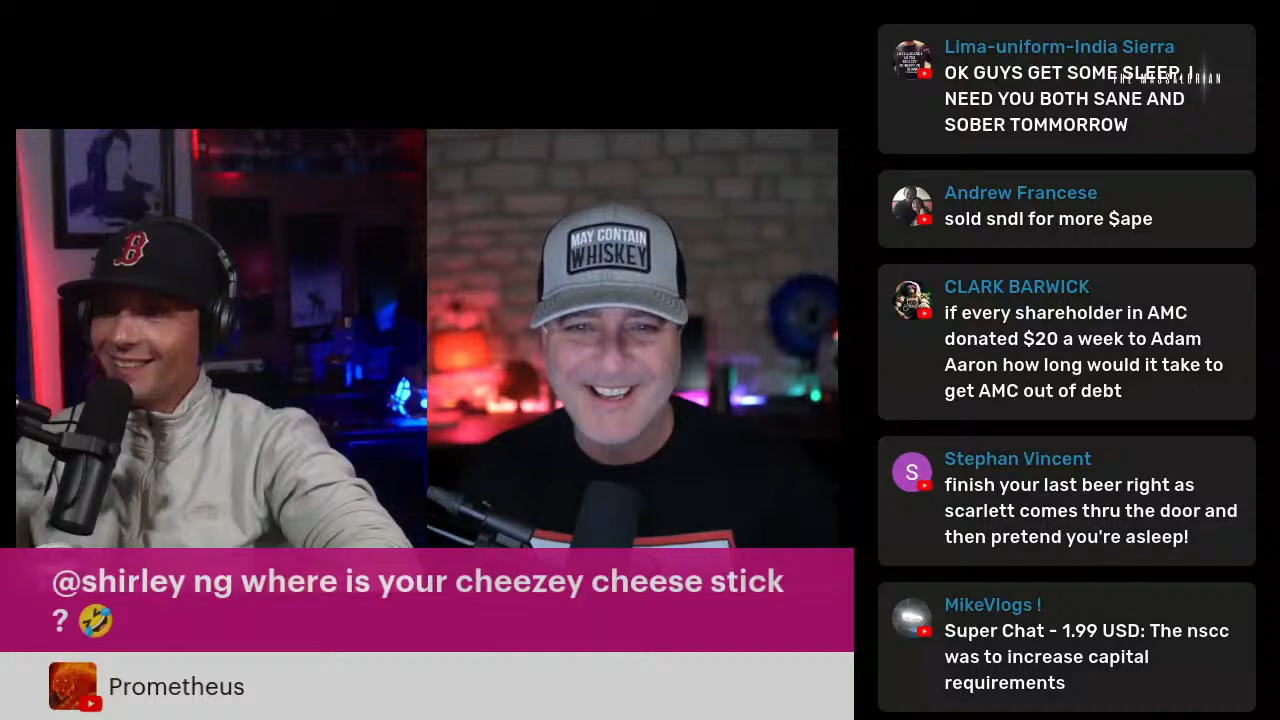 Lima-uniform-India Sierra
OK GUYS GET SOME SLEEP, I
NEED YOU BOTH SANE AND
SOBER TOMMORROW
Andrew Francese
sold sndl for more $ape
CLARK BARWICK
if every shareholder in AMC
donated $20 a week to Adam
Aaron how long would it take to
get AMC out of debt
S
Stephan Vincent
finish your last beer right as
scarlett comes thru the door and
then pretend you're asleep!
MikeVlogs !
Super Chat - 1.99 USD: The nscc
was to increase capital
requirements
B
MAY CONTAIN
WHISKEY
@shirley ng where is your cheezey cheese stick
? 🤣
Prometheus